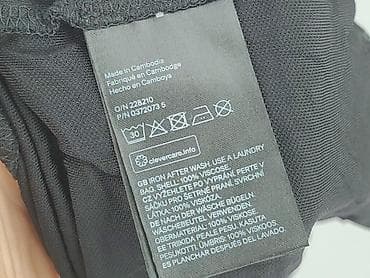 Made in Cambodia
Fabriqué en Cambodge
Hecho en Camboya
O/N 228210
P/N 0372073 5
30
clevercare.info
GB IRON AFTER WASH. USE A LAUNDRY
BAG. SHELL: 100% VISCOSE
CZ VYŽEHLETE PO VYPRÁNÍ. PERTE V
SÁČKU PRO ŠETRNÉ PRANÍ. SVRCHNÍ
LÁTKA: 100% VISKÓZA
DE NACH DER WÄSCHE BÜGELN.
WÄSCHEBEUTEL VERWENDEN.
OBERMATERIAL: 100% VISKOSE
EE TRIIKIDA PEALE PESU. KASUTA
PESUKOTTI. ÜMBRIS: 100% VISKOOS
ES PLANCHAR DESPUÉS DEL LAVADO.